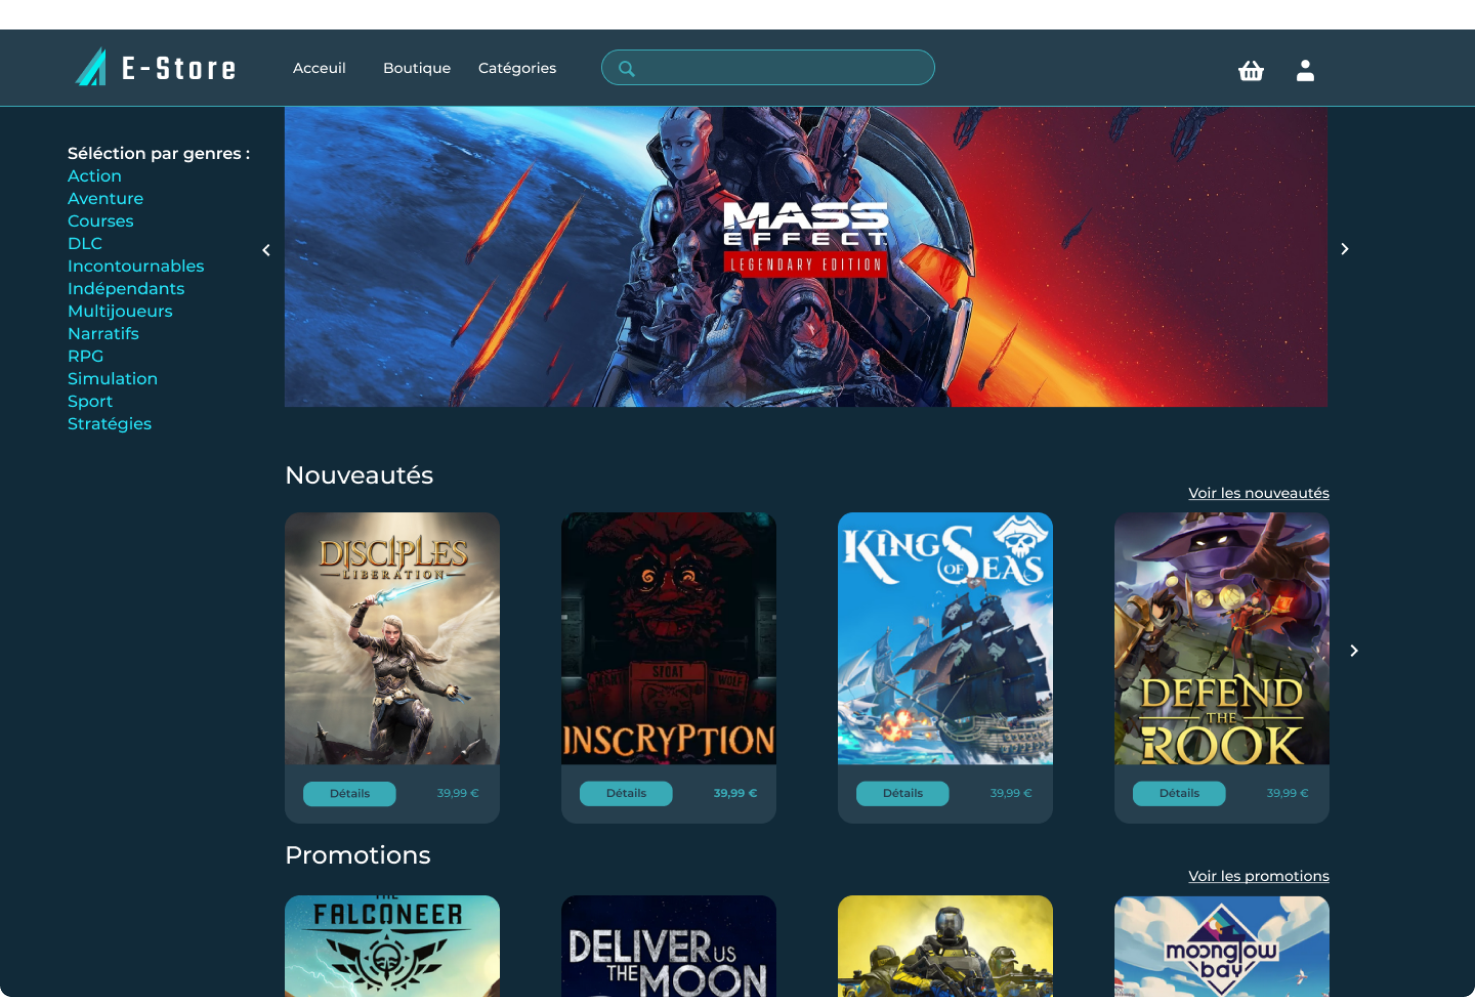 E-Store
Acceuil Boutique Catégories
Séléction par genres :
Action
Aventure
Courses
DLC
Incontournables
Indépendants
Multijoueurs
Narratifs
RPG
Simulation
Sport
Stratégies
MASS
EFFECT
LEGENDARY EDITION
Nouveautés
Voir les nouveautés
DISCIPLES
LIBERATION
STOAT
WOLF
INSCRYPTION
KING OF SEAS
DEFEND
THE
ROOK
Détails 39,99 €
Détails 39,99 €
Détails 39,99 €
Détails 39,99 €
Promotions
Voir les promotions
THE
FALCONEER
DELIVER US
THE MOON
moonglow
bay